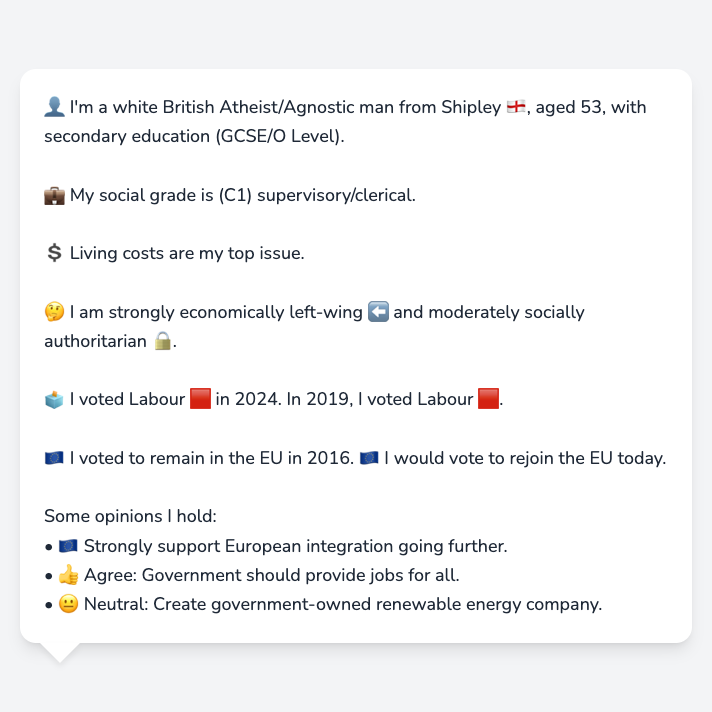 👤 I'm a white British Atheist/Agnostic man from Shipley 🏴󠁧󠁢󠁥󠁮󠁧󠁿, aged 53, with
secondary education (GCSE/O Level).
💼 My social grade is (C1) supervisory/clerical.
💲 Living costs are my top issue.
🤔 I am strongly economically left-wing ⬅️ and moderately socially
authoritarian 🔒.
🗳️ I voted Labour 🟥 in 2024. In 2019, I voted Labour 🟥.
🇪🇺 I voted to remain in the EU in 2016. 🇪🇺 I would vote to rejoin the EU today.
Some opinions I hold:
• 🇪🇺 Strongly support European integration going further.
• 👍 Agree: Government should provide jobs for all.
• 😐 Neutral: Create government-owned renewable energy company.